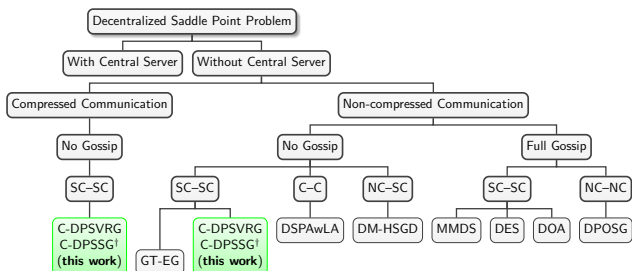 Decentralized Saddle Point Problem
With Central Server
Without Central Server
Compressed Communication
Non-compressed Communication
No Gossip
No Gossip
Full Gossip
SC–SC
SC–SC
C–C
NC–SC
SC–SC
NC–NC
C-DPSVRG
C-DPSSG†
(this work)
GT-EG
C-DPSVRG
C-DPSSG†
(this work)
DSPAwLA
DM-HSGD
MMDS
DES
DOA
DPOSG